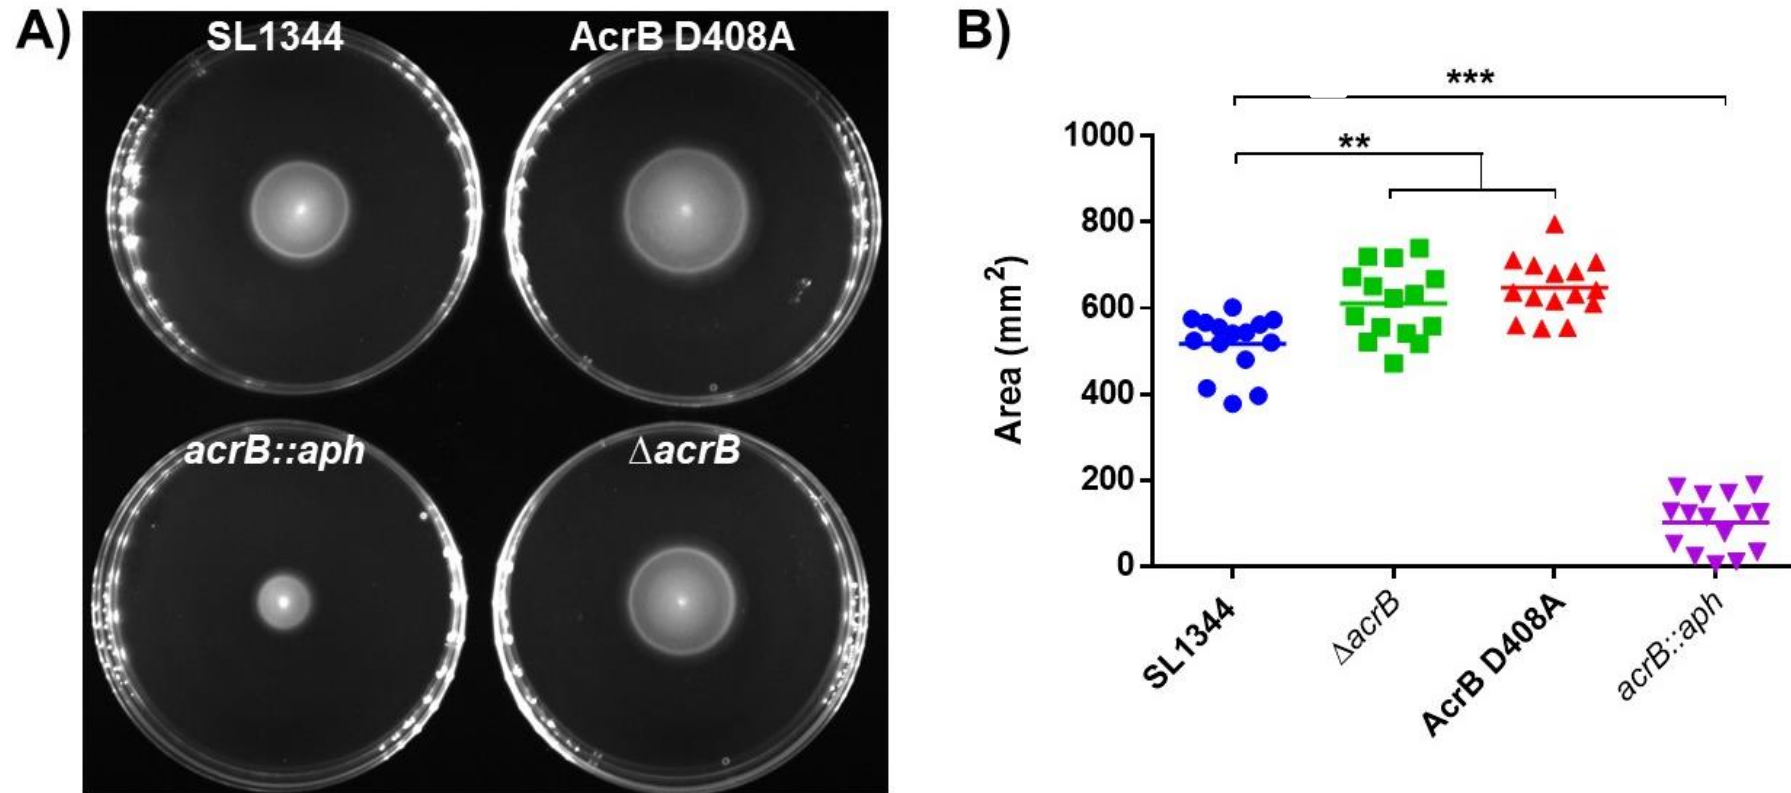 A)
SL1344
AcrB D408A
acrB::aph
ΔacrB
B)
***
**
1000
800
600
400
200
0
Area (mm²)
SL1344
ΔacrB
AcrB D408A
acrB::aph